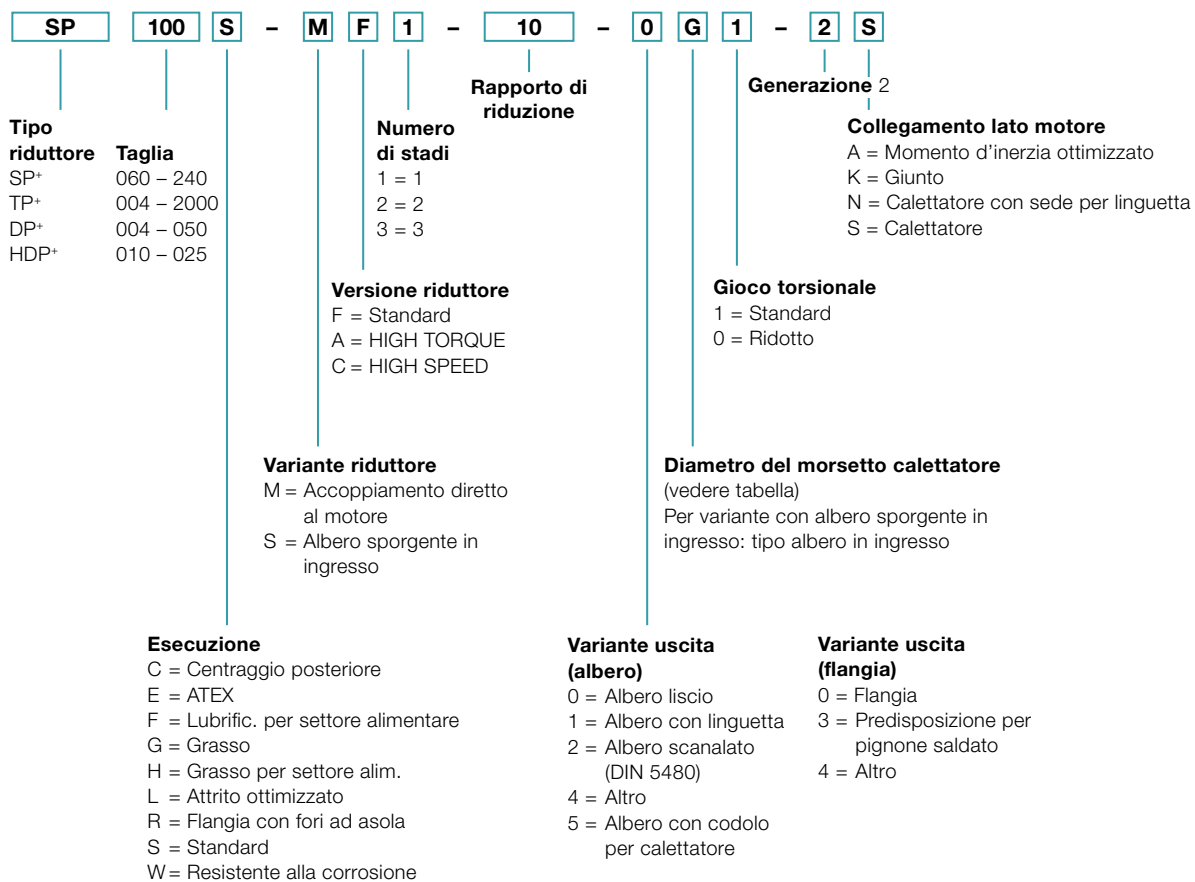 SP 100 S – M F 1 – 10 – 0 G 1 – 2 S
Rapporto di
riduzione
Generazione 2
Tipo
riduttore
SP+
TP+
DP+
HDP+
Taglia
060 – 240
004 – 2000
004 – 050
010 – 025
Numero
di stadi
1 = 1
2 = 2
3 = 3
Collegamento lato motore
A = Momento d'inerzia ottimizzato
K = Giunto
N = Calettatore con sede per linguetta
S = Calettatore
Versione riduttore
F = Standard
A = HIGH TORQUE
C = HIGH SPEED
Gioco torsionale
1 = Standard
0 = Ridotto
Variante riduttore
M = Accoppiamento diretto
al motore
S = Albero sporgente in
ingresso
Diametro del morsetto calettatore
(vedere tabella)
Per variante con albero sporgente in
ingresso: tipo albero in ingresso
Esecuzione
C = Centraggio posteriore
E = ATEX
F = Lubrific. per settore alimentare
G = Grasso
H = Grasso per settore alim.
L = Attrito ottimizzato
R = Flangia con fori ad asola
S = Standard
W = Resistente alla corrosione
Variante uscita
(albero)
0 = Albero liscio
1 = Albero con linguetta
2 = Albero scanalato
(DIN 5480)
4 = Altro
5 = Albero con codolo
per calettatore
Variante uscita
(flangia)
0 = Flangia
3 = Predisposizione per
pignone saldato
4 = Altro